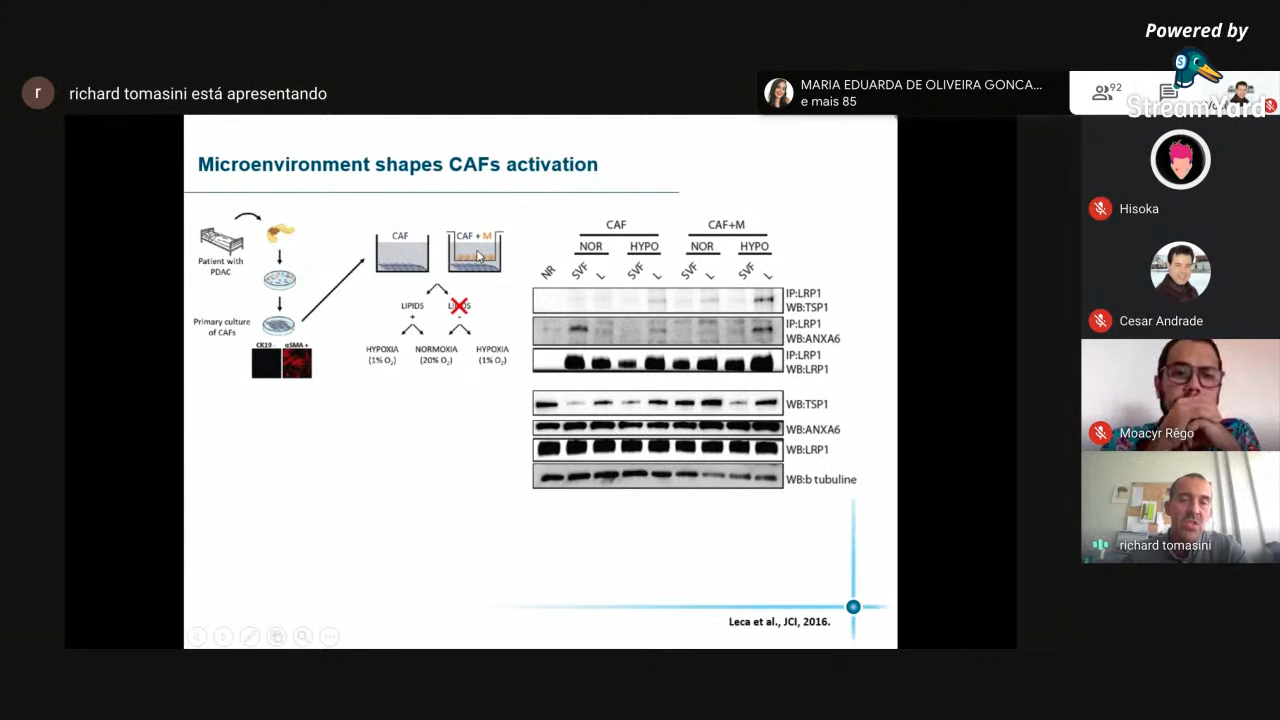 Powered by
StreamYard
r
richard tomasini está apresentando
MARIA EDUARDA DE OLIVEIRA GONCA...
e mais 85
92
Microenvironment shapes CAFs activation
Patient with
PDAC
Primary culture
of CAFs
CK19 - αSMA +
CAF
CAF + M
LIPIDS
+
LIPIDS
-
HYPOXIA
(1% O₂)
NORMOXIA
(20% O₂)
HYPOXIA
(1% O₂)
CAF CAF+M
NOR HYPO NOR HYPO
NR SVF L SVF L SVF L SVF L
IP:LRP1
WB:TSP1
IP:LRP1
WB:ANXA6
IP:LRP1
WB:LRP1
WB:TSP1
WB:ANXA6
WB:LRP1
WB:b tubuline
Leca et al., JCI, 2016.
Hisoka
Cesar Andrade
Moacyr Rêgo
richard tomasini